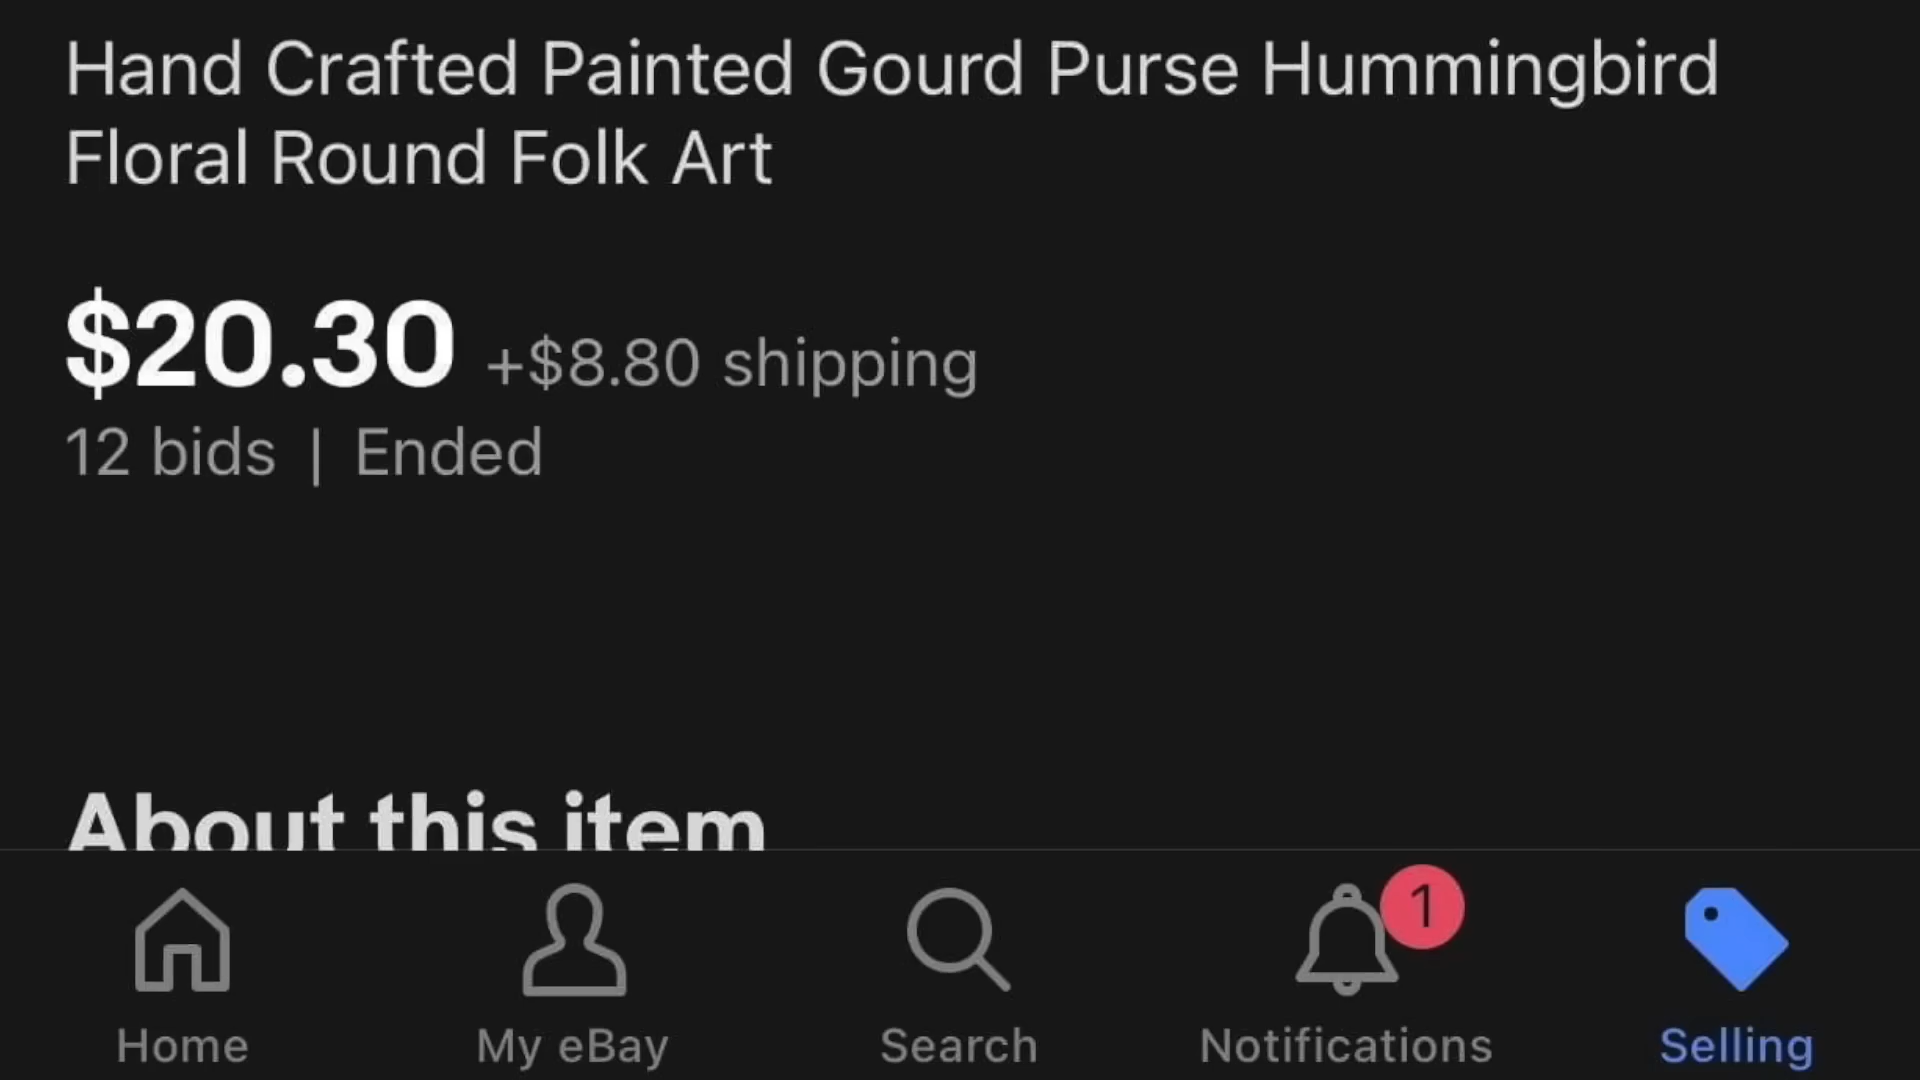 Hand Crafted Painted Gourd Purse Hummingbird
Floral Round Folk Art
$20.30 +$8.80 shipping
12 bids | Ended
About this item
1
Home My eBay Search Notifications Selling